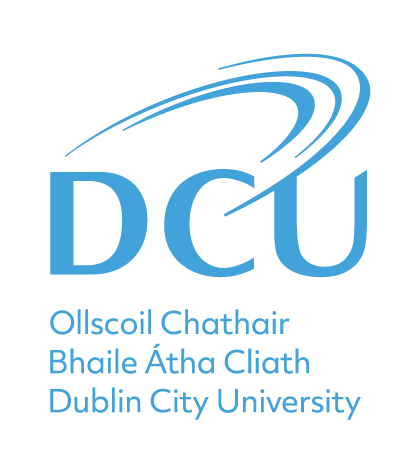 DCU
Ollscoil Chathair
Bhaile Átha Cliath
Dublin City University